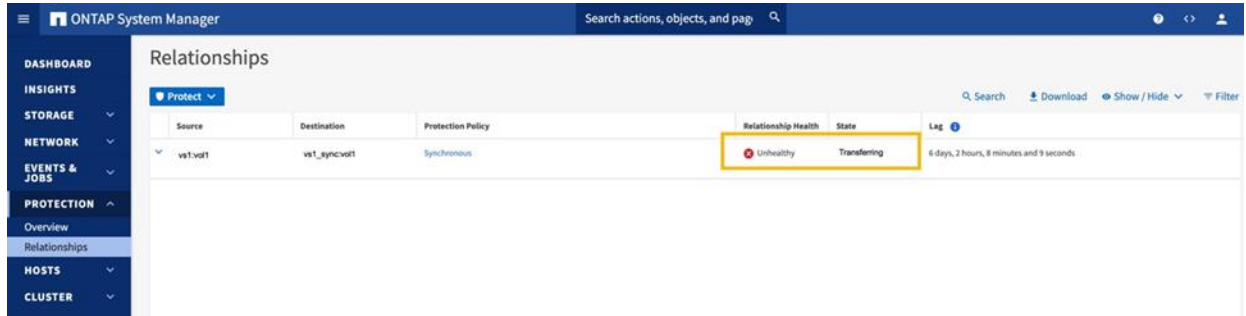 ONTAP System Manager
Search actions, objects, and page
DASHBOARD
INSIGHTS
STORAGE
NETWORK
EVENTS &
JOBS
PROTECTION
Overview
Relationships
HOSTS
CLUSTER
Relationships
Protect
Search Download Show / Hide Filter
Source Destination Protection Policy Relationship Health State Lag
vs1:vol1 vs1_sync:vol1 Synchronous Unhealthy Transferring 6 days, 2 hours, 8 minutes and 9 seconds